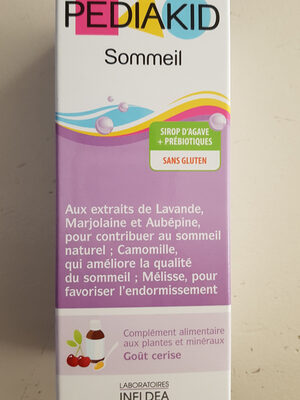 PEDIAKID
Sommeil
SIROP D'AGAVE
+ PRÉBIOTIQUES
SANS GLUTEN
Aux extraits de Lavande,
Marjolaine et Aubépine,
pour contribuer au sommeil
naturel ; Camomille,
qui améliore la qualité
du sommeil ; Mélisse, pour
favoriser l'endormissement
Complément alimentaire
aux plantes et minéraux
Goût cerise
LABORATOIRES
INELDEA